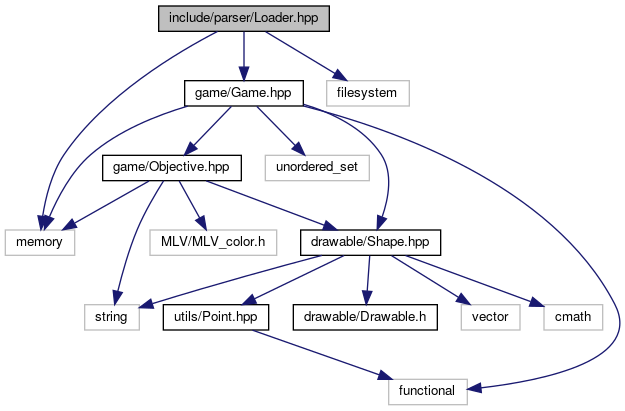 include/parser/Loader.hpp
game/Game.hpp
filesystem
game/Objective.hpp
unordered_set
memory
MLV/MLV_color.h
drawable/Shape.hpp
string
utils/Point.hpp
drawable/Drawable.h
vector
cmath
functional